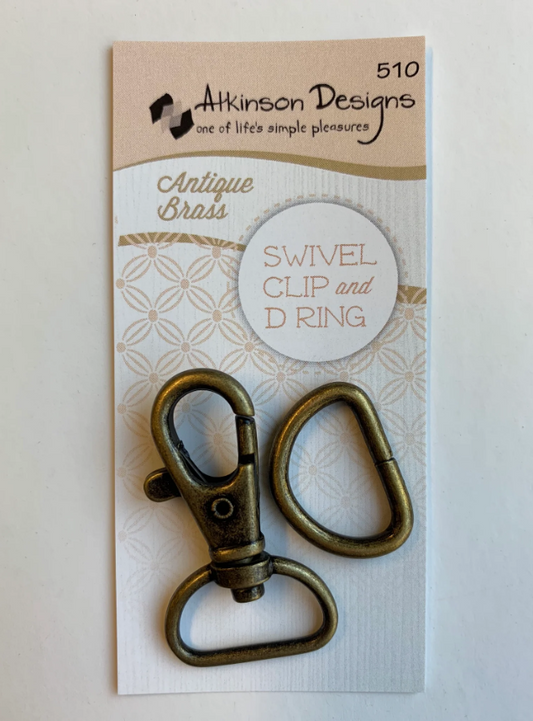 510
Atkinson Designs
one of life's simple pleasures
Antique
Brass
SWIVEL
CLIP and
D RING